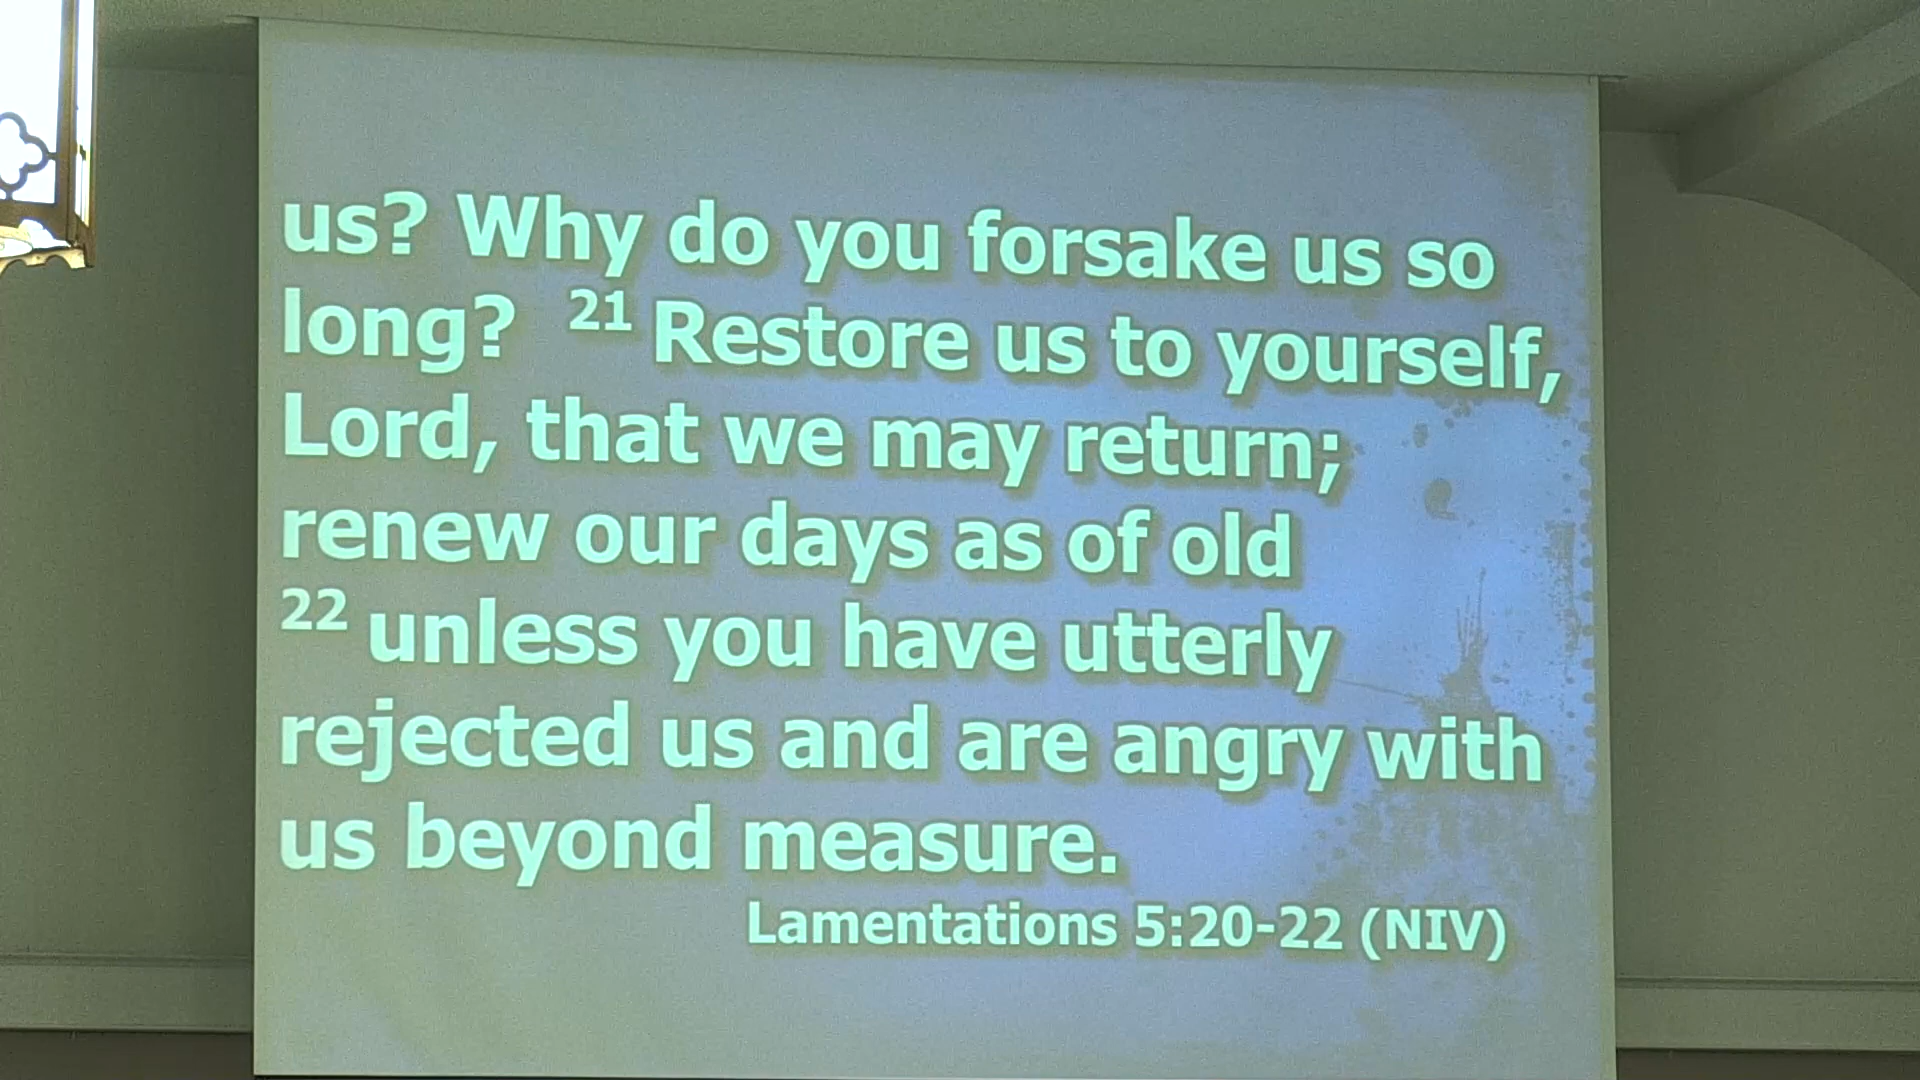 us? Why do you forsake us so
long? 21 Restore us to yourself,
Lord, that we may return;
renew our days as of old
22 unless you have utterly
rejected us and are angry with
us beyond measure.
Lamentations 5:20-22 (NIV)